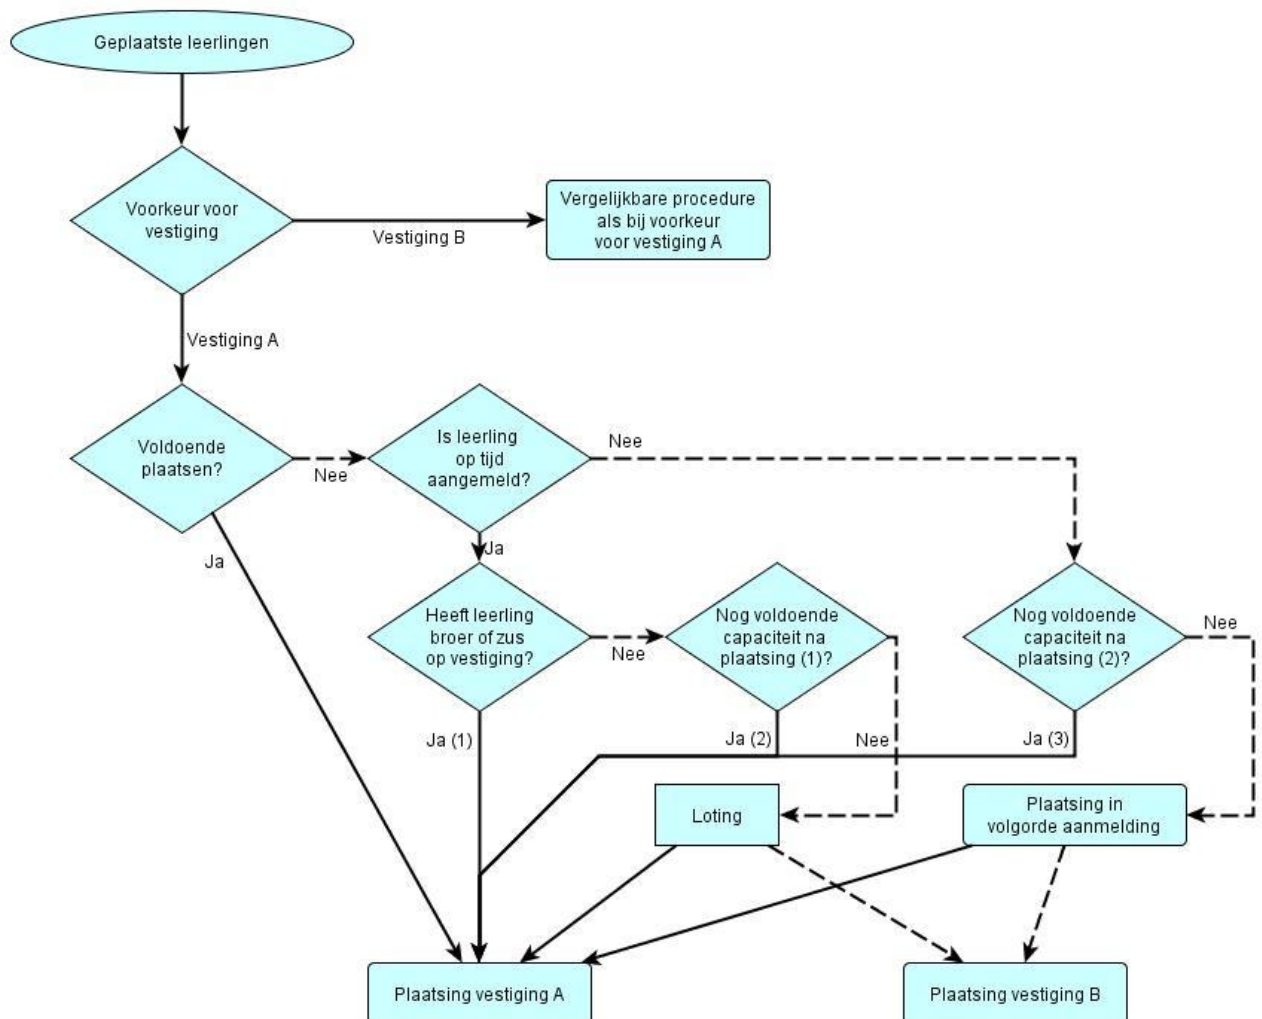 Geplaatste leerlingen
Voorkeur voor
vestiging
Vestiging B
Vergelijkbare procedure
als bij voorkeur
voor vestiging A
Vestiging A
Voldoende
plaatsen?
Nee
Is leerling
op tijd
aangemeld?
Nee
Ja
Ja
Heeft leerling
broer of zus
op vestiging?
Nee
Nog voldoende
capaciteit na
plaatsing (1)?
Nog voldoende
capaciteit na
plaatsing (2)?
Nee
Ja (1)
Ja (2)
Nee
Ja (3)
Loting
Plaatsing in
volgorde aanmelding
Plaatsing vestiging A
Plaatsing vestiging B